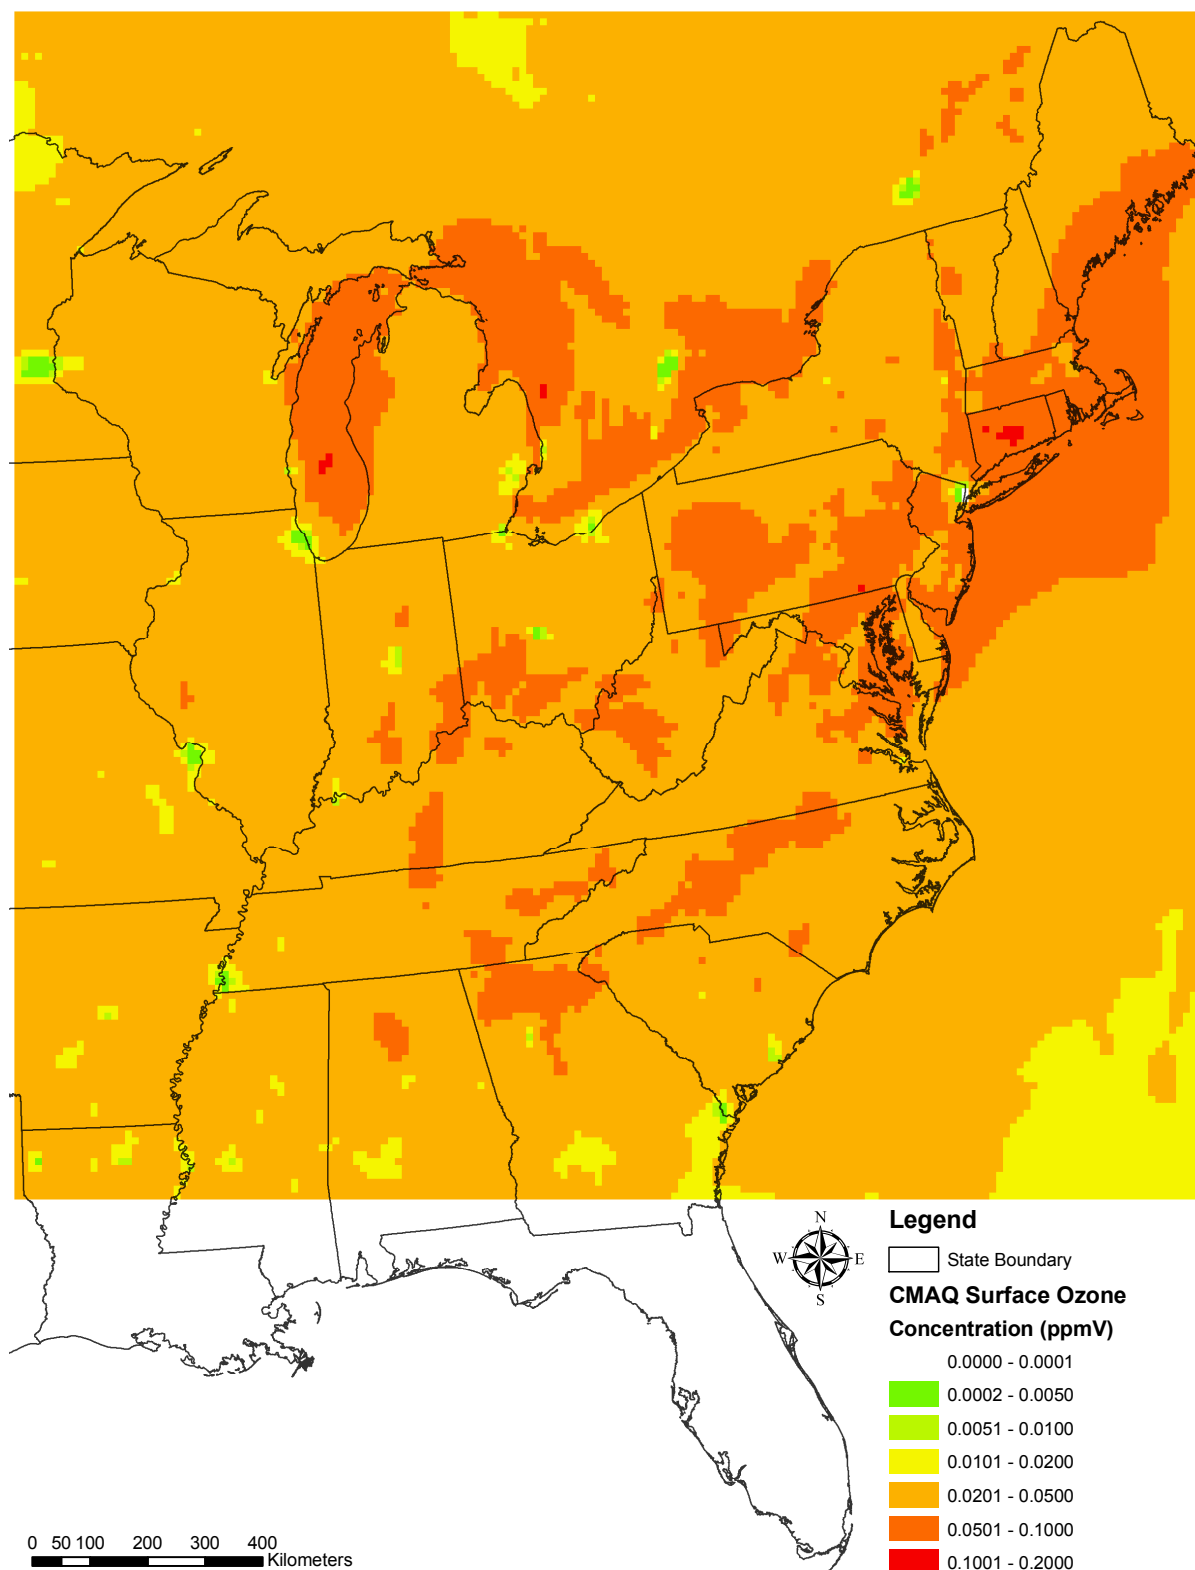 N
W E
S
Legend
State Boundary
CMAQ Surface Ozone
Concentration (ppmV)
0.0000 - 0.0001
0.0002 - 0.0050
0.0051 - 0.0100
0.0101 - 0.0200
0.0201 - 0.0500
0.0501 - 0.1000
0.1001 - 0.2000
0 50 100 200 300 400
Kilometers